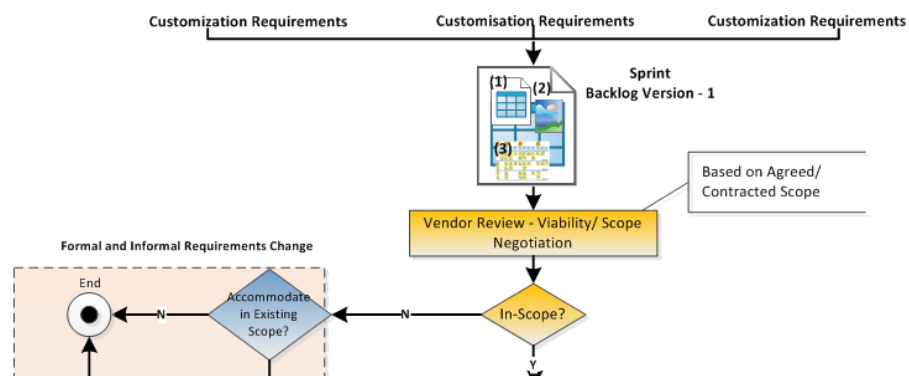 Customization Requirements
Customisation Requirements
Customization Requirements
(1)
(2)
(3)
Sprint
Backlog Version - 1
Based on Agreed/
Contracted Scope
Vendor Review - Viability/ Scope
Negotiation
Formal and Informal Requirements Change
End
N
Accommodate
in Existing
Scope?
N
In-Scope?
Y